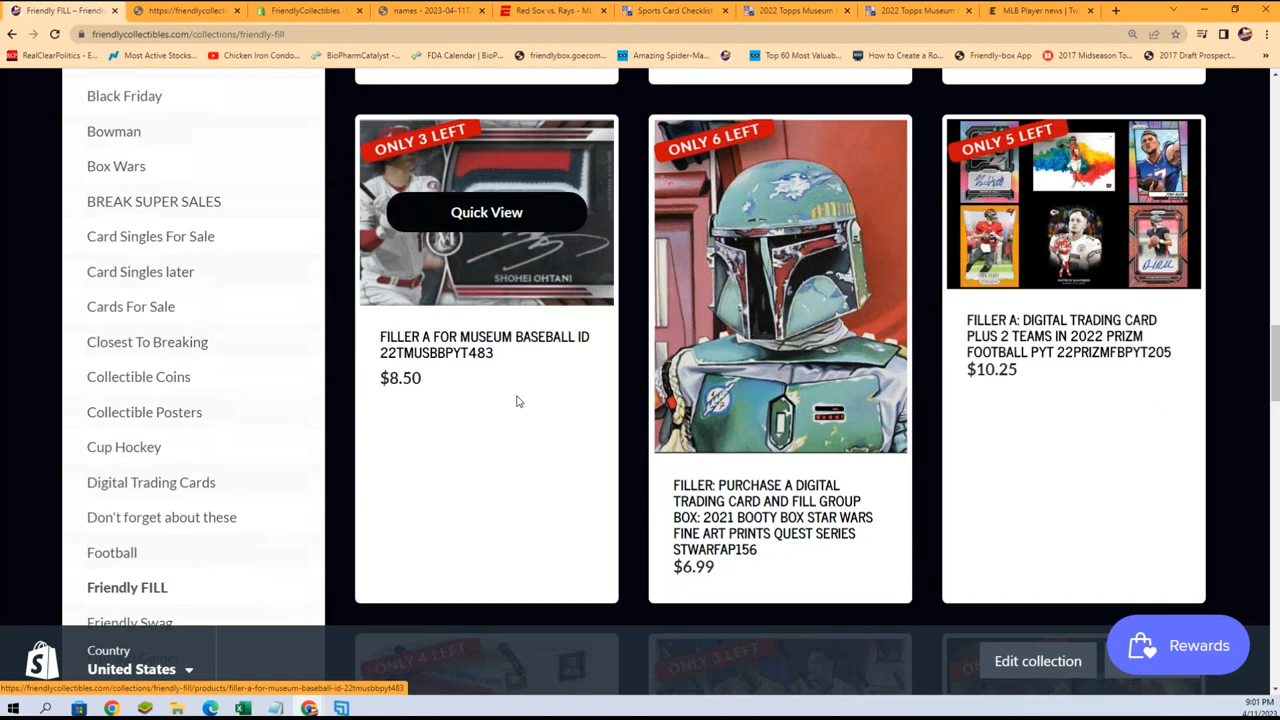 Friendly FILL – Friendl
https://friendlycollectib
FriendlyCollectibles - C
names - 2023-04-11T
Red Sox vs. Rays - ML
Sports Card Checklist
2022 Topps Museum
2022 Topps Museum
MLB Player news | Tw
friendlycollectibles.com/collections/friendly-fill
RealClearPolitics - E...
Most Active Stocks...
Chicken Iron Condo...
BioPharmCatalyst -...
FDA Calendar | BioP...
friendlybox.goecom...
Amazing Spider-Ma...
Top 60 Most Valuab...
How to Create a Ro...
Friendly-box App
2017 Midseason To...
2017 Draft Prospect...
Black Friday
Bowman
Box Wars
BREAK SUPER SALES
Card Singles For Sale
Card Singles later
Cards For Sale
Closest To Breaking
Collectible Coins
Collectible Posters
Cup Hockey
Digital Trading Cards
Don't forget about these
Football
Friendly FILL
Friendly Swag
ONLY 3 LEFT
Quick View
SHOHEI OHTANI
FILLER A FOR MUSEUM BASEBALL ID
22TMUSBBPYT483
$8.50
ONLY 6 LEFT
FILLER: PURCHASE A DIGITAL
TRADING CARD AND FILL GROUP
BOX: 2021 BOOTY BOX STAR WARS
FINE ART PRINTS QUEST SERIES
STWARFAP156
$6.99
ONLY 5 LEFT
FILLER A: DIGITAL TRADING CARD
PLUS 2 TEAMS IN 2022 PRIZM
FOOTBALL PYT 22PRIZMFBPYT205
$10.25
ONLY 4 LEFT
ONLY 3 LEFT
Country
United States
Edit collection
Rewards
https://friendlycollectibles.com/collections/friendly-fill/products/filler-a-for-museum-baseball-id-22tmusbbpyt483
9:01 PM
4/11/2023